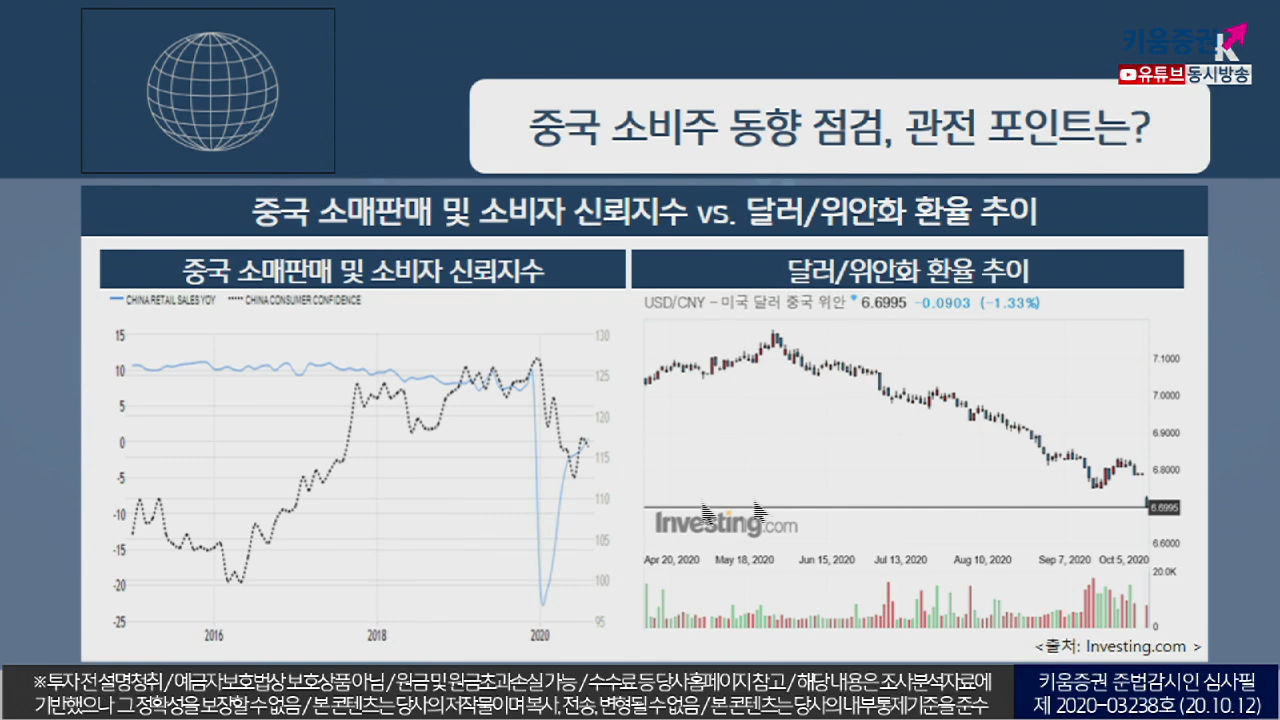 키움증권
유튜브동시방송
중국 소비주 동향 점검, 관전 포인트는?
중국 소매판매 및 소비자 신뢰지수 vs. 달러/위안화 환율 추이
중국 소매판매 및 소비자 신뢰지수
CHINA RETAIL SALES YOY
CHINA CONSUMER CONFIDENCE
15
10
5
0
-5
-10
-15
-20
-25
130
125
120
115
110
105
100
95
2016
2018
2020
달러/위안화 환율 추이
USD/CNY - 미국 달러 중국 위안 6.6995 -0.0903 (-1.33%)
7.1000
7.0000
6.9000
6.8000
6.6995
6.6000
Investing.com
Apr 20, 2020 May 18, 2020 Jun 15, 2020 Jul 13, 2020 Aug 10, 2020 Sep 7, 2020 Oct 5, 2020
20.0K
0
<출처: Investing.com >
※ 투자 전 설명청취 / 예금자보호법상 보호상품 아님 / 원금 및 원금초과손실 가능 / 수수료 등 당사홈페이지 참고 / 해당 내용은 조사분석자료에
기반했으나 그 정확성을 보장할 수 없음 / 본 콘텐츠는 당사의 저작물이며 복사, 전송, 변형될 수 없음 / 본 콘텐츠는 당사의 내부통제기준을 준수
키움증권 준법감시인 심사필
제 2020-03238호 (20.10.12)